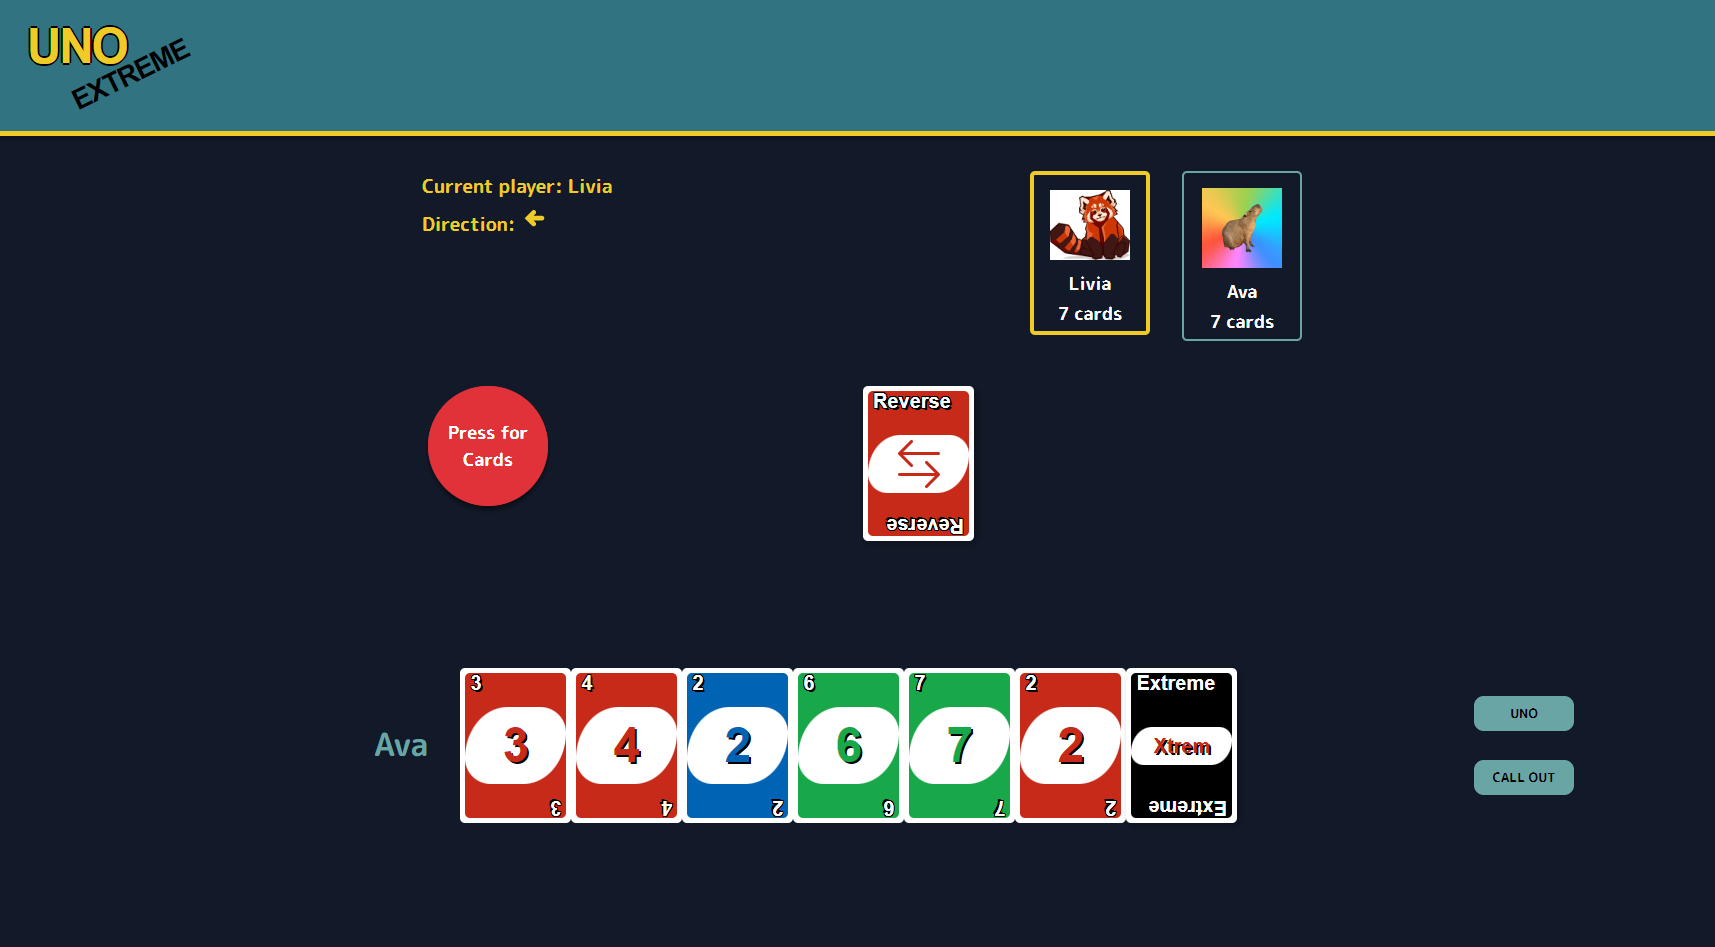 UNO
EXTREME
Current player: Livia
Direction:
Livia
7 cards
Ava
7 cards
Press for
Cards
Reverse
Reverse
Ava
3
3
3
4
4
4
2
2
2
6
6
6
7
7
7
2
2
2
Extreme
Xtrem
Extreme
UNO
CALL OUT